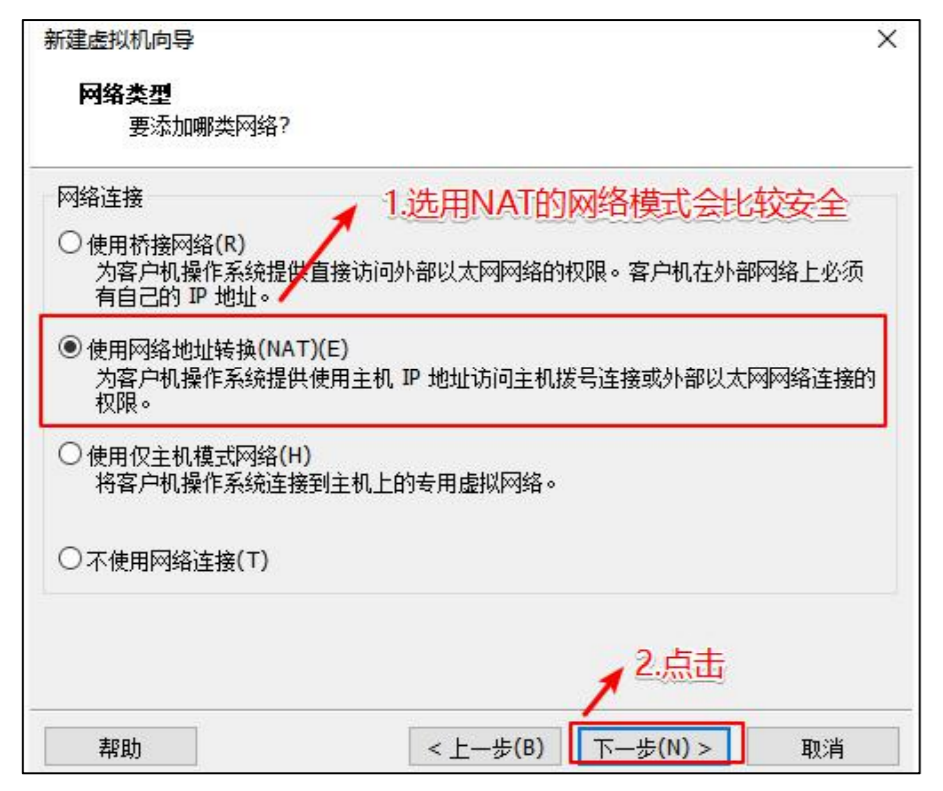 新建虚拟机向导
网络类型
要添加哪类网络?
网络连接
1.选用NAT的网络模式会比较安全
使用桥接网络(R)
为客户机操作系统提供直接访问外部以太网网络的权限。客户机在外部网络上必须
有自己的 IP 地址。
使用网络地址转换(NAT)(E)
为客户机操作系统提供使用主机 IP 地址访问主机拨号连接或外部以太网网络连接的
权限。
使用仅主机模式网络(H)
将客户机操作系统连接到主机上的专用虚拟网络。
不使用网络连接(T)
2.点击
帮助
< 上一步(B)
下一步(N) >
取消